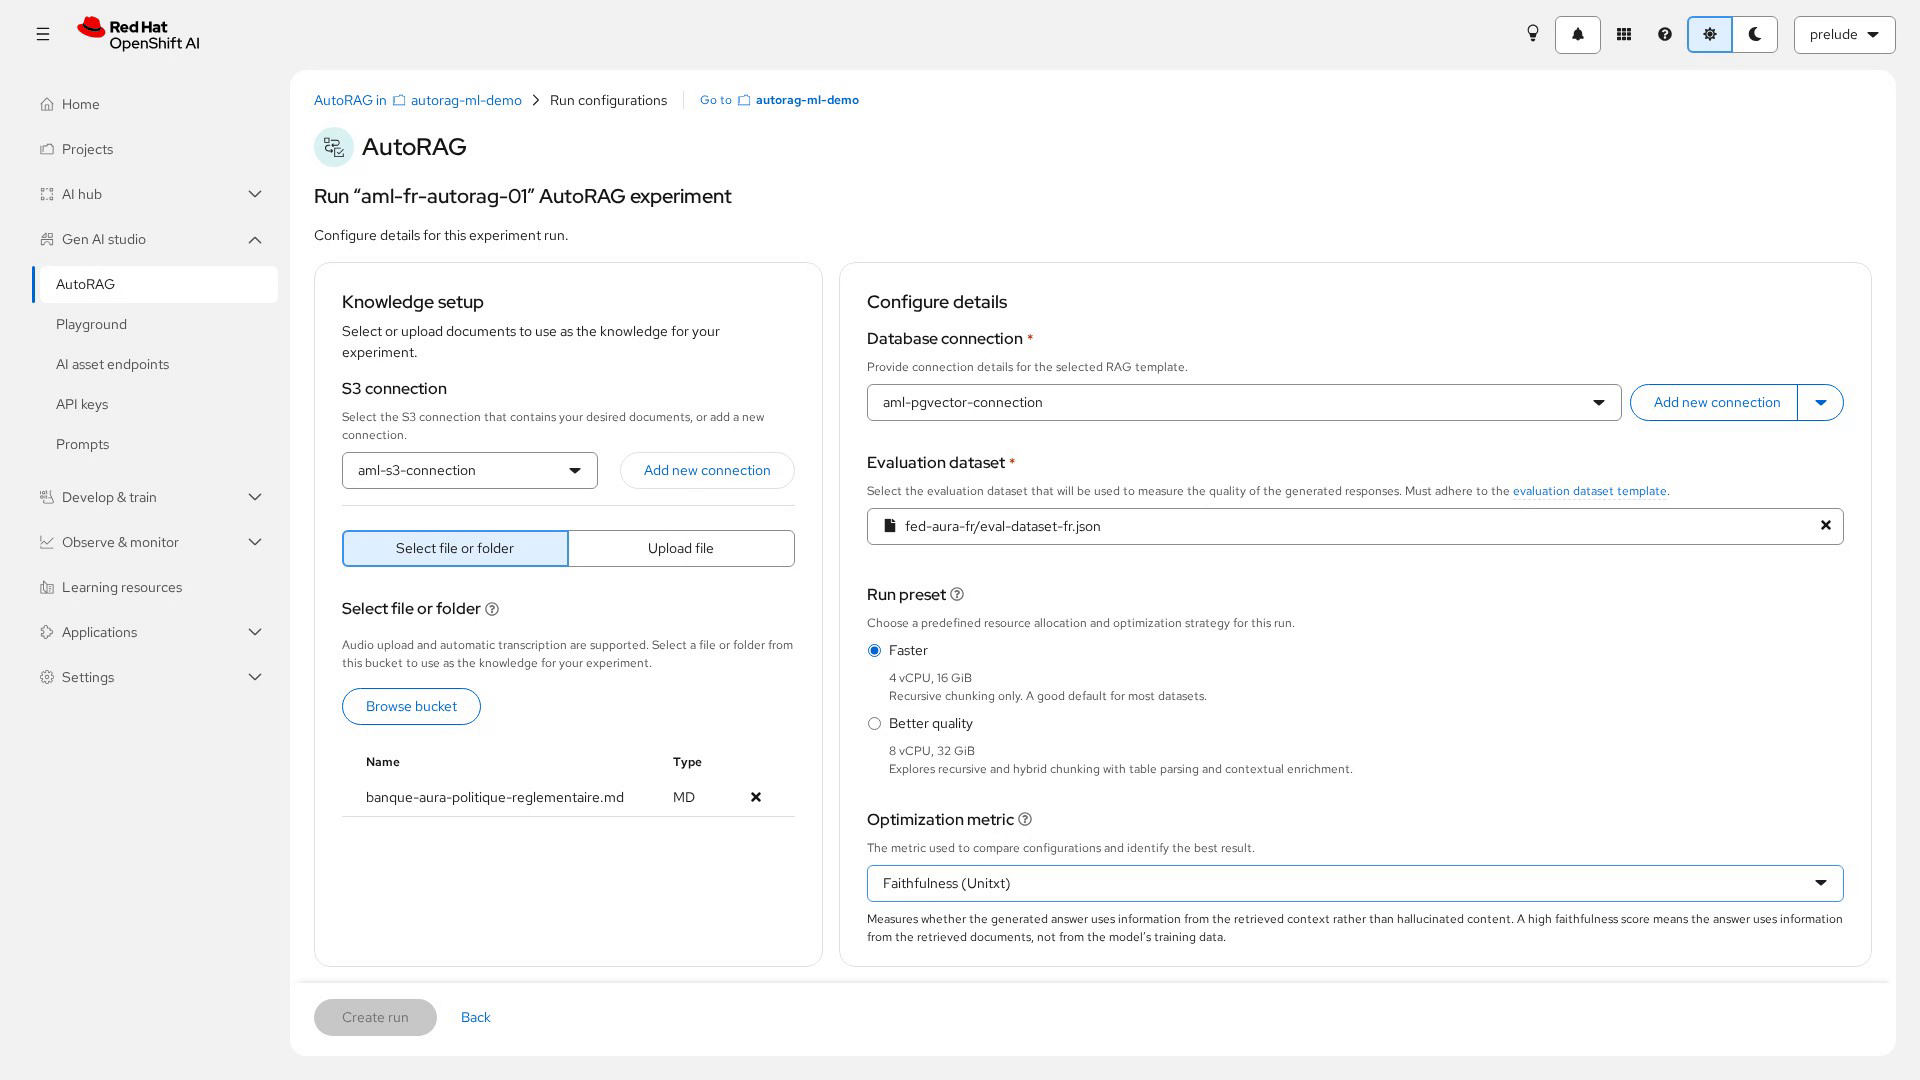 Red Hat
OpenShift AI
prelude
Home
Projects
AI hub
Gen AI studio
AutoRAG
Playground
AI asset endpoints
API keys
Prompts
Develop & train
Observe & monitor
Learning resources
Applications
Settings
AutoRAG in autorag-ml-demo > Run configurations Go to autorag-ml-demo
AutoRAG
Run “aml-fr-autorag-01” AutoRAG experiment
Configure details for this experiment run.
Knowledge setup
Select or upload documents to use as the knowledge for your
experiment.
S3 connection
Select the S3 connection that contains your desired documents, or add a new
connection.
aml-s3-connection
Add new connection
Select file or folder
Upload file
Select file or folder
Audio upload and automatic transcription are supported. Select a file or folder from
this bucket to use as the knowledge for your experiment.
Browse bucket
Name Type
banque-aura-politique-reglementaire.md MD
Configure details
Database connection *
Provide connection details for the selected RAG template.
aml-pgvector-connection
Add new connection
Evaluation dataset *
Select the evaluation dataset that will be used to measure the quality of the generated responses. Must adhere to the evaluation dataset template.
fed-aura-fr/eval-dataset-fr.json
Run preset
Choose a predefined resource allocation and optimization strategy for this run.
Faster
4 vCPU, 16 GiB
Recursive chunking only. A good default for most datasets.
Better quality
8 vCPU, 32 GiB
Explores recursive and hybrid chunking with table parsing and contextual enrichment.
Optimization metric
The metric used to compare configurations and identify the best result.
Faithfulness (Unitxt)
Measures whether the generated answer uses information from the retrieved context rather than hallucinated content. A high faithfulness score means the answer uses information
from the retrieved documents, not from the model’s training data.
Create run
Back